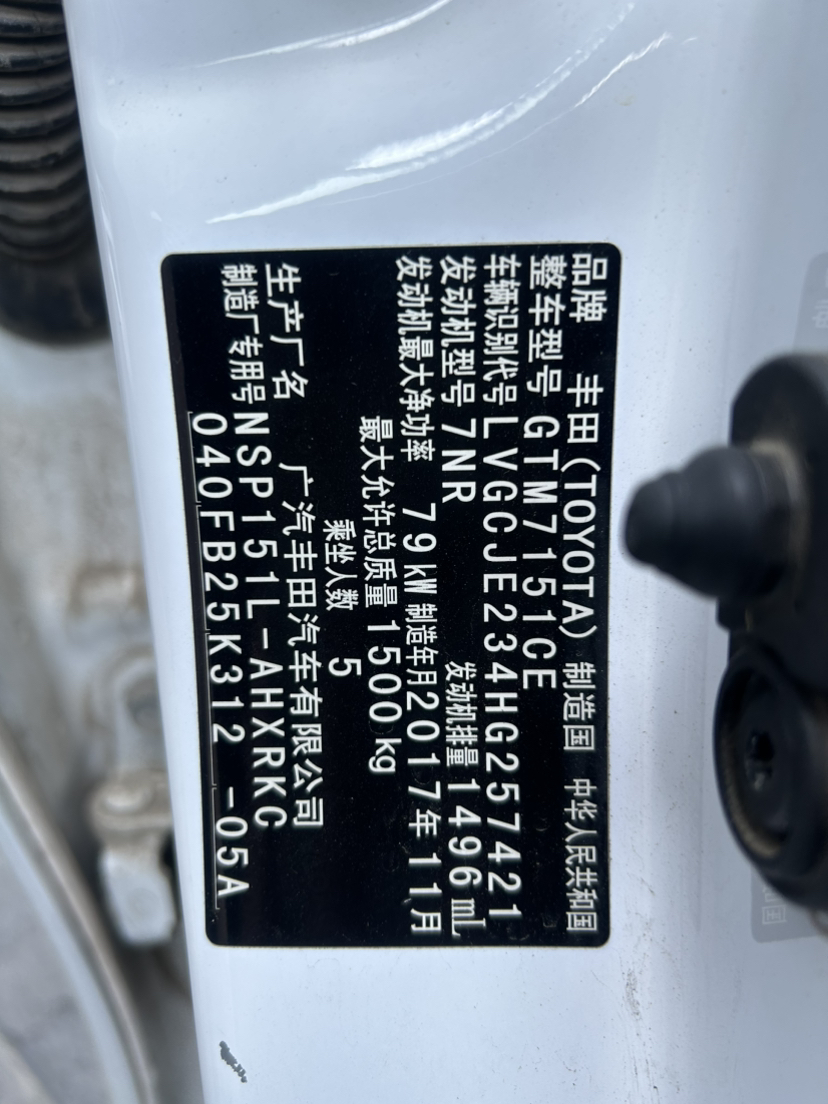 品牌 丰田(TOYOTA) 制造国 中华人民共和国
整车型号 GTM7151CE
车辆识别代号 LVGCJE234HG257421
发动机型号 7NR 发动机排量 1496 mL
发动机最大净功率 79kW 制造年月 2017年11月
最大允许总质量 1500 kg
乘坐人数 5
生产厂名 广汽丰田汽车有限公司
制造厂专用号 NSP151L-AHXRKC
040FB25K312 -05A